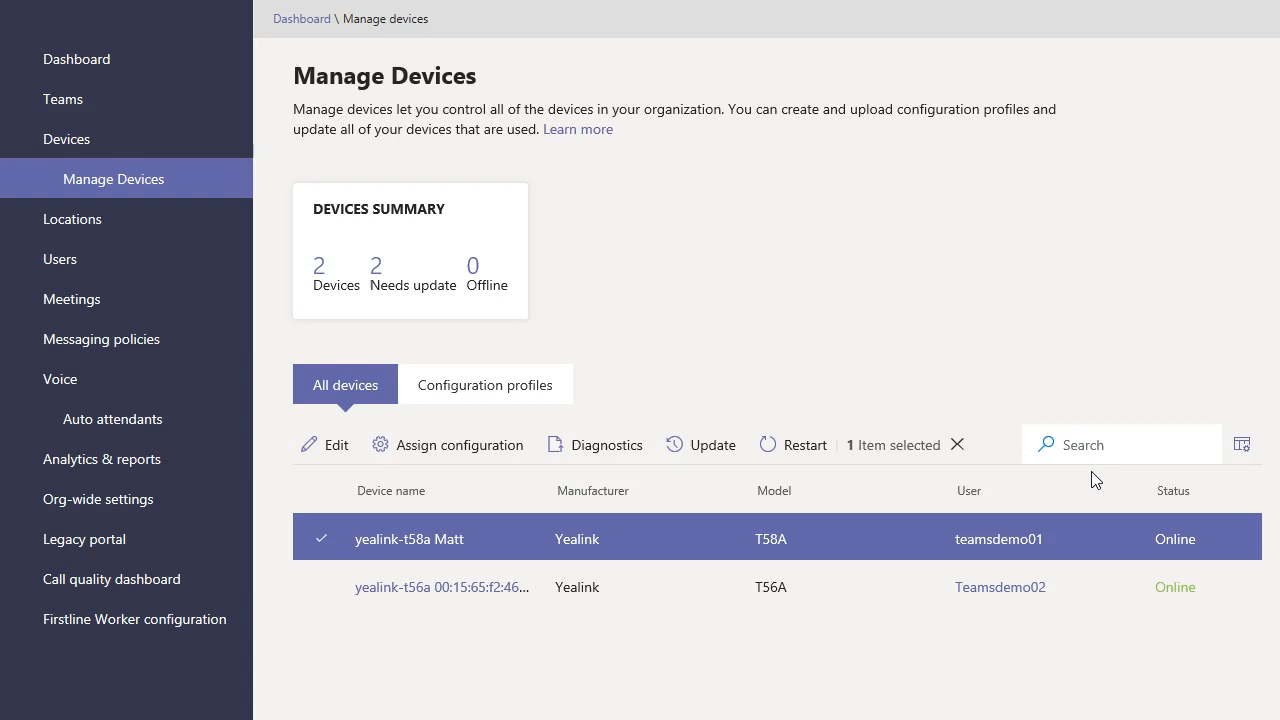 Dashboard \ Manage devices
Dashboard
Teams
Devices
Manage Devices
Locations
Users
Meetings
Messaging policies
Voice
Auto attendants
Analytics & reports
Org-wide settings
Legacy portal
Call quality dashboard
Firstline Worker configuration
Manage Devices
Manage devices let you control all of the devices in your organization. You can create and upload configuration profiles and
update all of your devices that are used. Learn more
DEVICES SUMMARY
2 2 0
Devices Needs update Offline
All devices Configuration profiles
Edit Assign configuration Diagnostics Update Restart 1 Item selected Search
Device name Manufacturer Model User Status
yealink-t58a Matt Yealink T58A teamsdemo01 Online
yealink-t56a 00:15:65:f2:46... Yealink T56A Teamsdemo02 Online